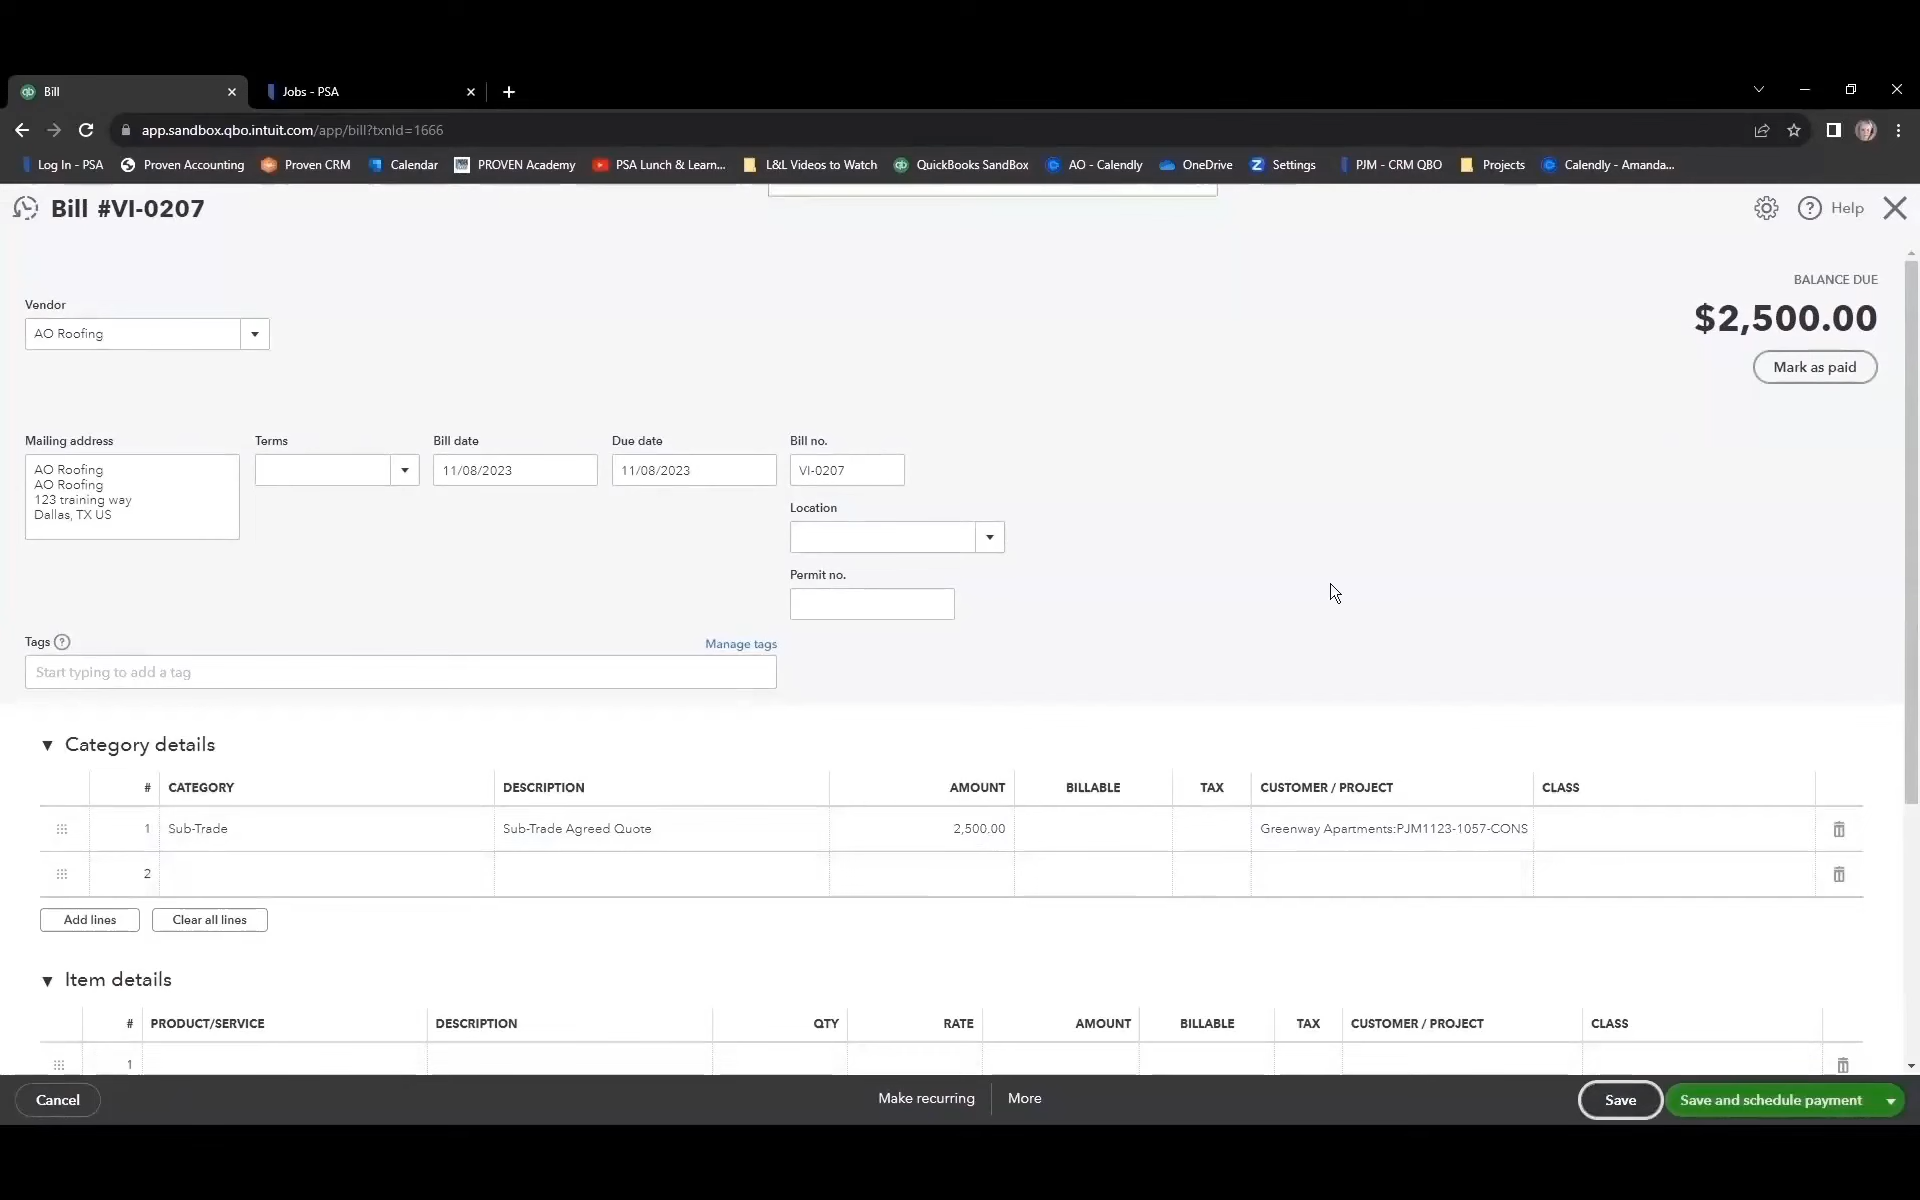 Bill
Jobs - PSA
app.sandbox.qbo.intuit.com/app/bill?txnId=1666
Log In - PSA
Proven Accounting
Proven CRM
Calendar
PROVEN Academy
PSA Lunch & Learn...
L&L Videos to Watch
QuickBooks SandBox
AO - Calendly
OneDrive
Settings
PJM - CRM QBO
Projects
Calendly - Amanda...
Bill #VI-0207
Help
BALANCE DUE
$2,500.00
Mark as paid
Vendor
AO Roofing
Mailing address
AO Roofing
AO Roofing
123 training way
Dallas, TX US
Terms
Bill date
11/08/2023
Due date
11/08/2023
Bill no.
VI-0207
Location
Permit no.
Tags
Manage tags
Start typing to add a tag
Category details
# CATEGORY DESCRIPTION AMOUNT BILLABLE TAX CUSTOMER / PROJECT CLASS
1 Sub-Trade Sub-Trade Agreed Quote 2,500.00 Greenway Apartments:PJM1123-1057-CONS
2
Add lines
Clear all lines
Item details
# PRODUCT/SERVICE DESCRIPTION QTY RATE AMOUNT BILLABLE TAX CUSTOMER / PROJECT CLASS
1
Cancel
Make recurring
More
Save
Save and schedule payment